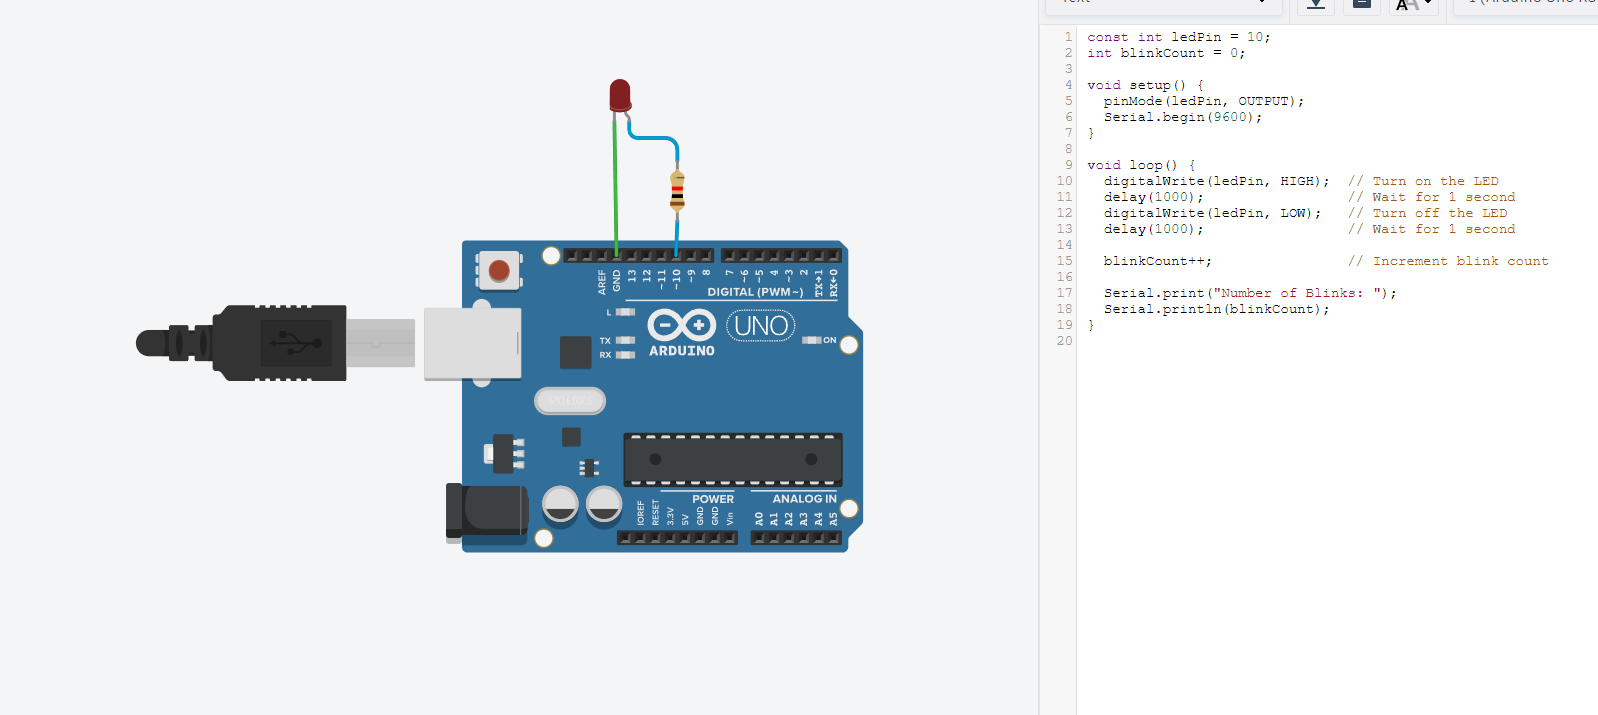 AREF
GND
13
12
~11
~10
~9
8
7
~6
~5
4
~3
2
TX→1
RX←0
DIGITAL (PWM~)
L
TX
RX
ARDUINO
UNO
ON
IOREF
RESET
3.3V
5V
GND
GND
Vin
POWER
ANALOG IN
A0
A1
A2
A3
A4
A5
1 const int ledPin = 10;
2 int blinkCount = 0;
3
4 void setup() {
5   pinMode(ledPin, OUTPUT);
6   Serial.begin(9600);
7 }
8
9 void loop() {
10   digitalWrite(ledPin, HIGH);  // Turn on the LED
11   delay(1000);                 // Wait for 1 second
12   digitalWrite(ledPin, LOW);   // Turn off the LED
13   delay(1000);                 // Wait for 1 second
14
15   blinkCount++;                // Increment blink count
16
17   Serial.print("Number of Blinks: ");
18   Serial.println(blinkCount);
19 }
20